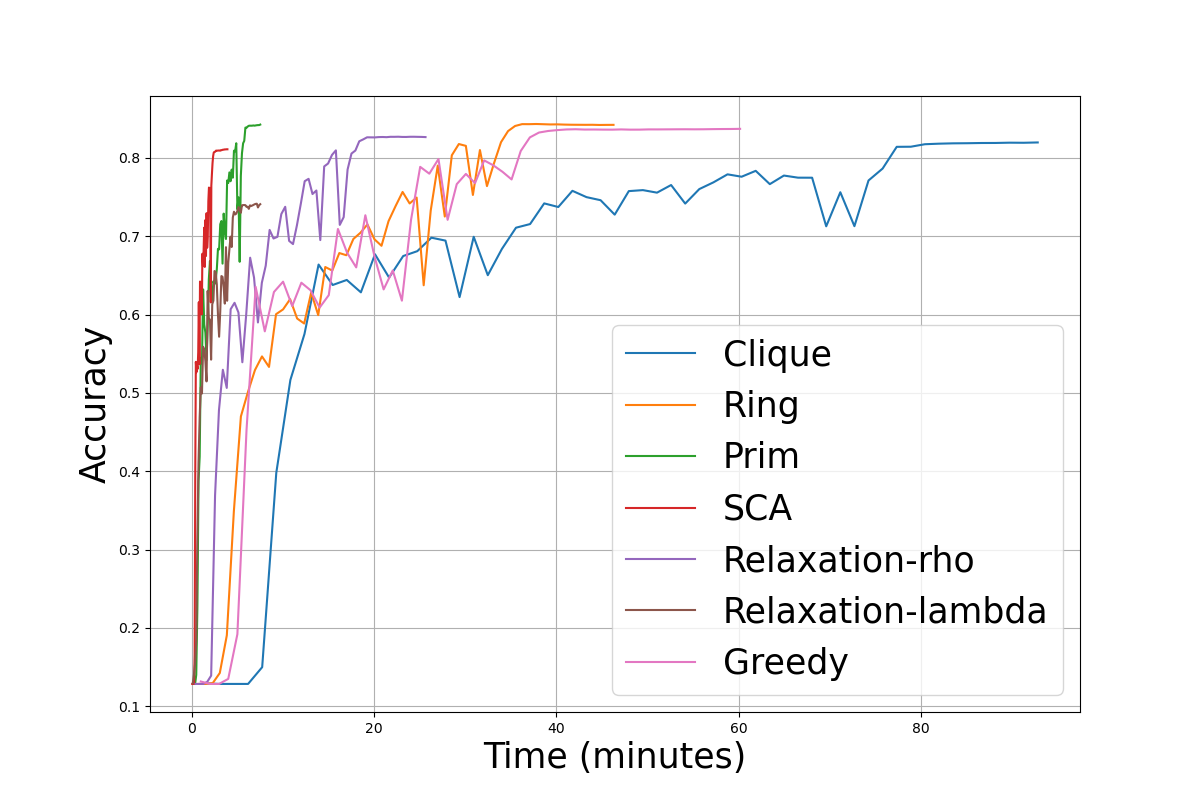 0.8
0.7
0.6
0.5
0.4
0.3
0.2
0.1
Accuracy
0
20
40
60
80
Time (minutes)
Clique
Ring
Prim
SCA
Relaxation-rho
Relaxation-lambda
Greedy